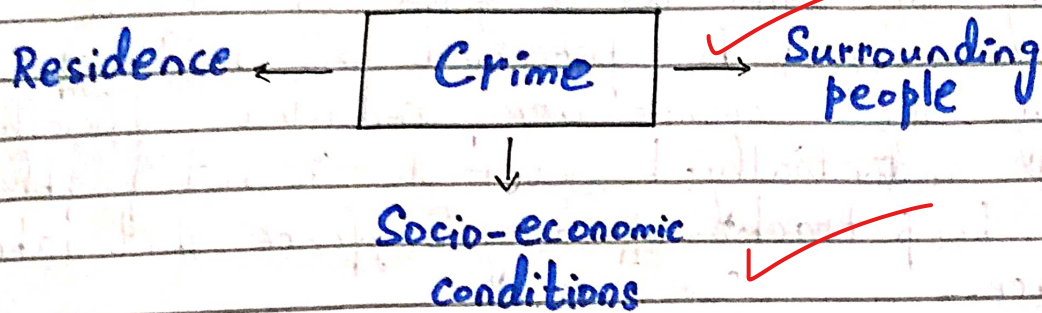 Residence ← Crime → Surrounding
people
↓
Socio-economic
conditions